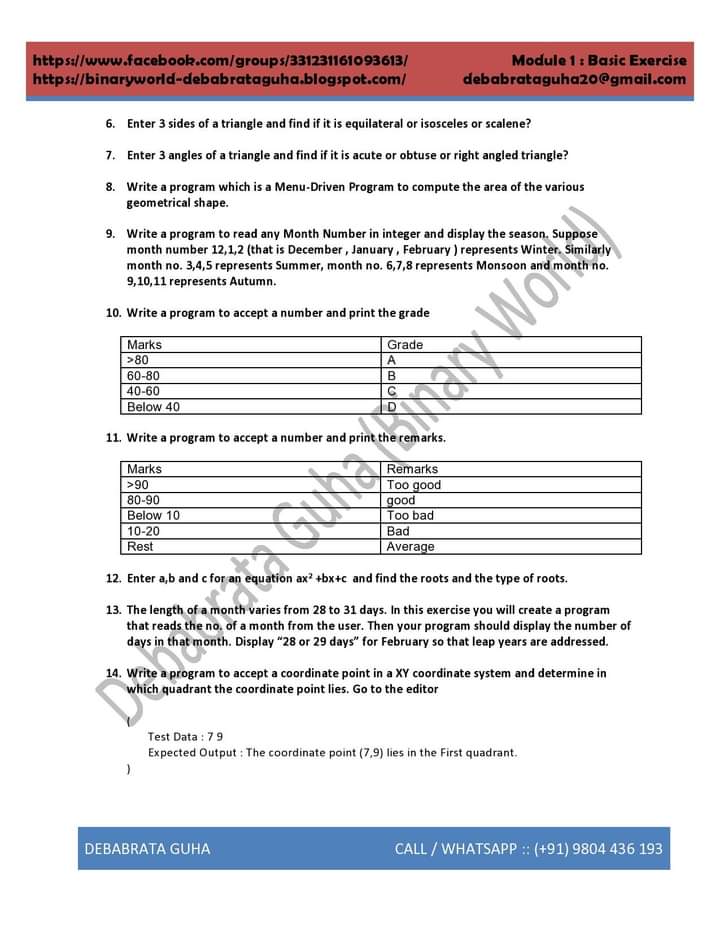 https://www.facebook.com/groups/331231161093613/ Module 1 : Basic Exercise
https://binaryworld-debabrataguha.blogspot.com/ debabrataguha20@gmail.com
6. Enter 3 sides of a triangle and find if it is equilateral or isosceles or scalene?
7. Enter 3 angles of a triangle and find if it is acute or obtuse or right angled triangle?
8. Write a program which is a Menu-Driven Program to compute the area of the various
geometrical shape.
9. Write a program to read any Month Number in integer and display the season. Suppose
month number 12,1,2 (that is December , January , February ) represents Winter. Similarly
month no. 3,4,5 represents Summer, month no. 6,7,8 represents Monsoon and month no.
9,10,11 represents Autumn.
10. Write a program to accept a number and print the grade
Marks Grade
>80 A
60-80 B
40-60 C
Below 40 D
11. Write a program to accept a number and print the remarks.
Marks Remarks
>90 Too good
80-90 good
Below 10 Too bad
10-20 Bad
Rest Average
12. Enter a,b and c for an equation ax² +bx+c and find the roots and the type of roots.
13. The length of a month varies from 28 to 31 days. In this exercise you will create a program
that reads the no. of a month from the user. Then your program should display the number of
days in that month. Display “28 or 29 days” for February so that leap years are addressed.
14. Write a program to accept a coordinate point in a XY coordinate system and determine in
which quadrant the coordinate point lies. Go to the editor
(
Test Data : 7 9
Expected Output : The coordinate point (7,9) lies in the First quadrant.
)
Debabrata Guha (Binary World)
DEBABRATA GUHA CALL / WHATSAPP :: (+91) 9804 436 193